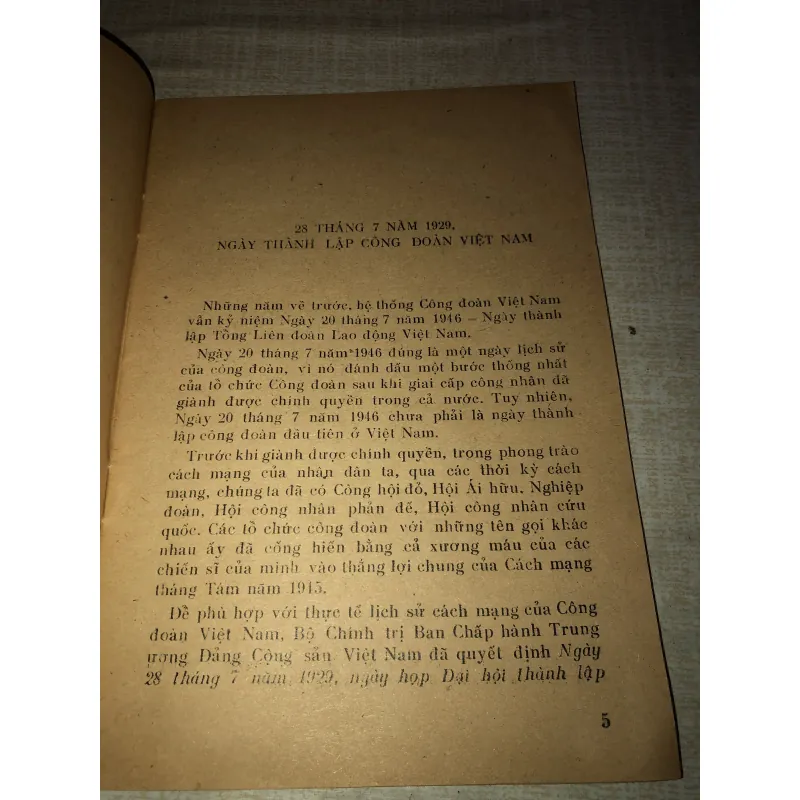 28 THÁNG 7 NĂM 1929,
NGÀY THÀNH LẬP CÔNG ĐOÀN VIỆT NAM
Những năm về trước, hệ thống Công đoàn Việt Nam
vẫn kỷ niệm Ngày 20 tháng 7 năm 1946 — Ngày thành
lập Tổng Liên đoàn Lao động Việt Nam.
Ngày 20 tháng 7 năm 1946 đúng là một ngày lịch sử
của công đoàn, vì nó đánh dấu một bước thống nhất
của tổ chức Công đoàn sau khi giai cấp công nhân đã
giành được chính quyền trong cả nước. Tuy nhiên,
Ngày 20 tháng 7 năm 1946 chưa phải là ngày thành
lập công đoàn đầu tiên ở Việt Nam.
Trước khi giành được chính quyền, trong phong trào
cách mạng của nhân dân ta, qua các thời kỳ cách
mạng, chúng ta đã có Công hội đỏ, Hội Ái hữu, Nghiệp
đoàn, Hội công nhân phản đế, Hội công nhân cứu
quốc. Các tổ chức công đoàn với những tên gọi khác
nhau ấy đã cống hiến bằng cả xương máu của các
chiến sĩ của mình vào thắng lợi chung của Cách mạng
tháng Tám năm 1945.
Để phù hợp với thực tế lịch sử cách mạng của Công
đoàn Việt Nam, Bộ Chính trị Ban Chấp hành Trung
ương Đảng Cộng sản Việt Nam đã quyết định Ngày
28 tháng 7 năm 1929, ngày họp Đại hội thành lập
5